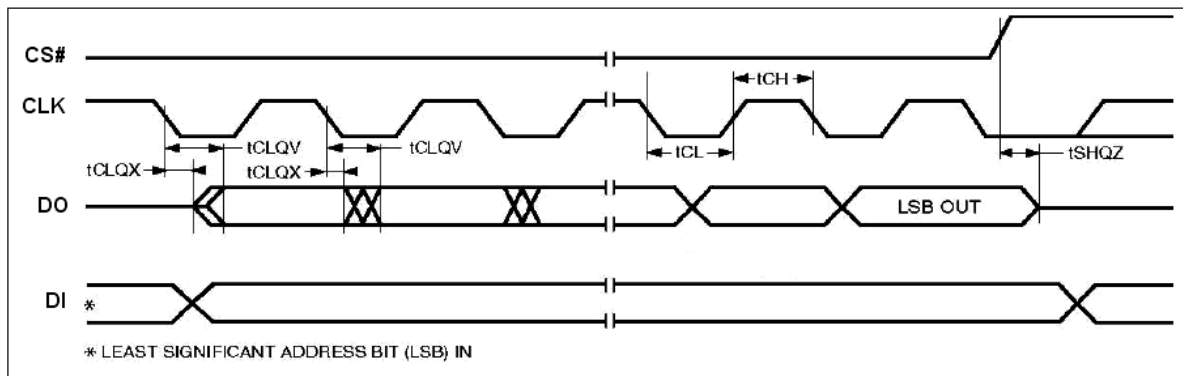 CS#
tCH
CLK
tCLQV
tCLQV
tCL
tSHQZ
tCLQX
tCLQX
DO
LSB OUT
DI
*
* LEAST SIGNIFICANT ADDRESS BIT (LSB) IN